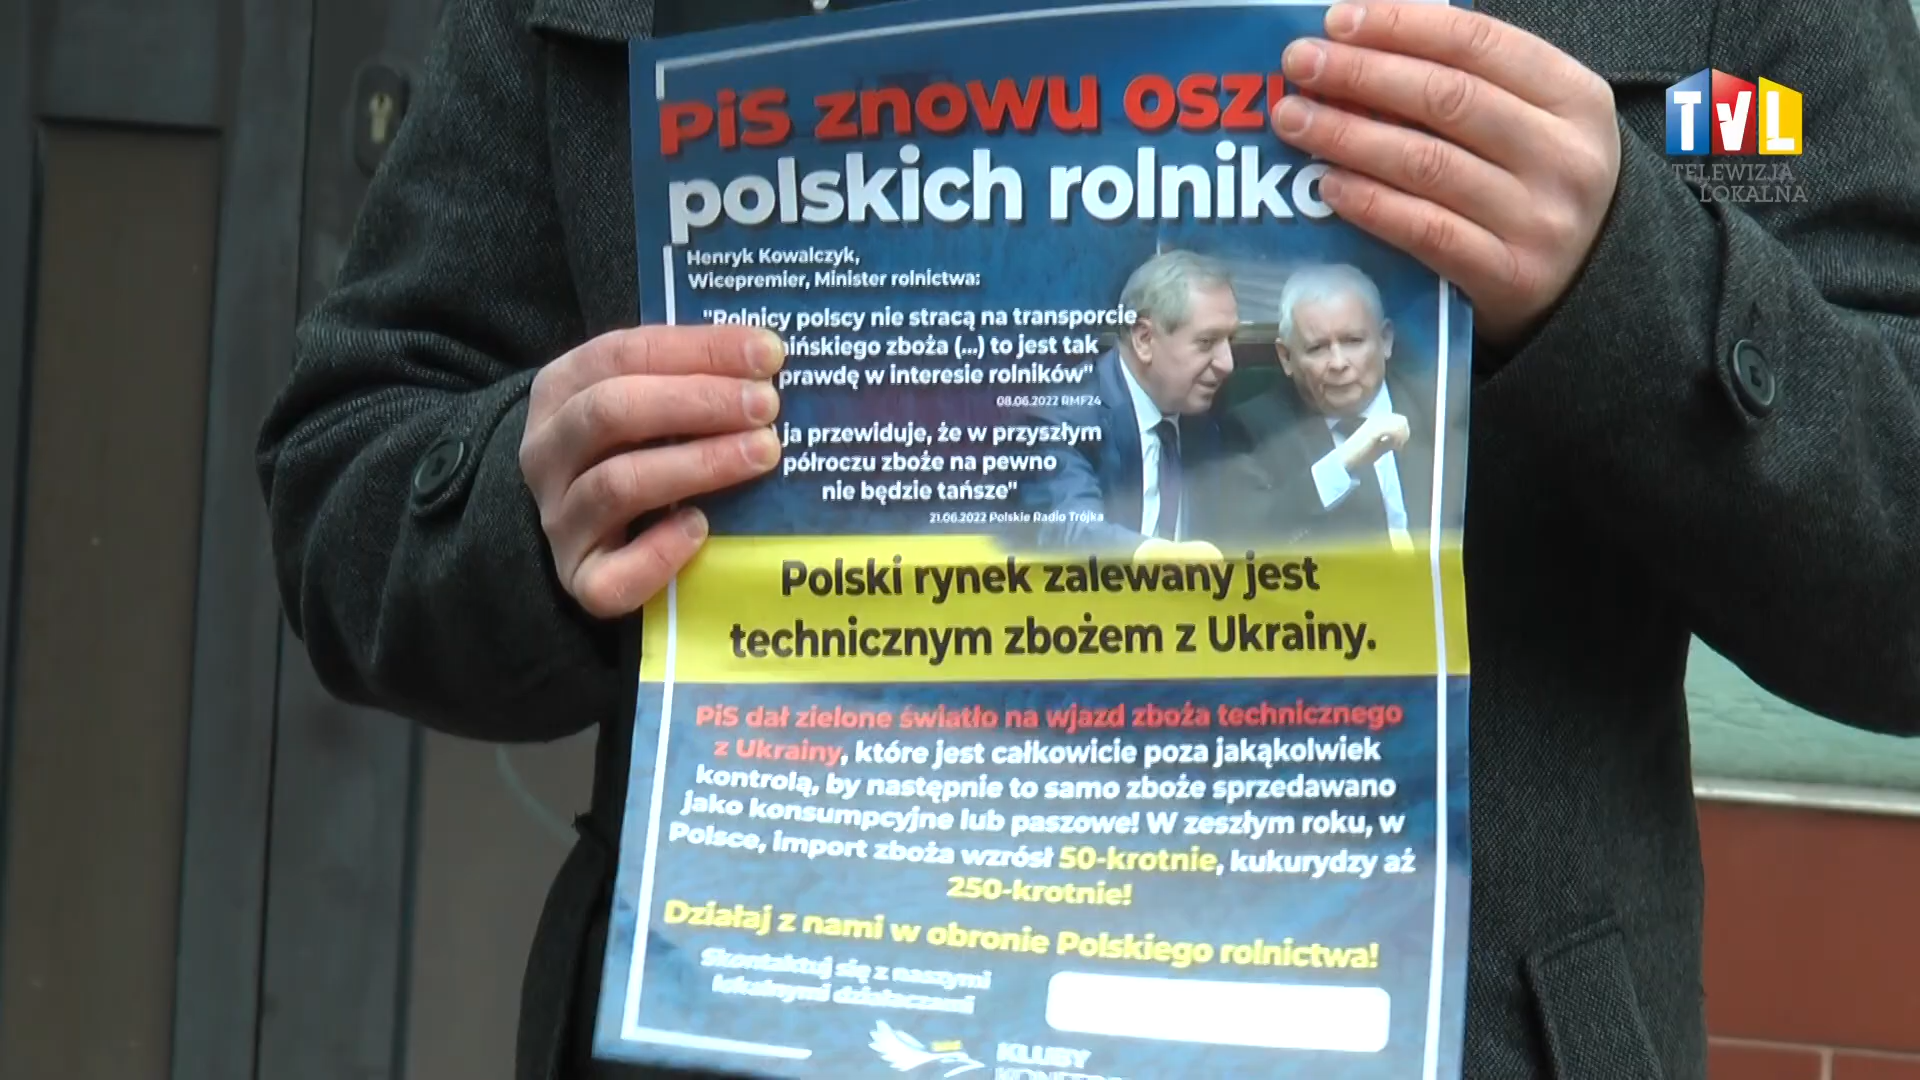 PiS znowu
polskich
Henryk Kowalczyk,
Wicepremier, Minister rolnictwa:
"Rolnicy polscy nie stracą na transporcie
zboża (...) to jest tak
prawdę w interesie rolników"
08.06.2022 RMF24
ja przewiduję, że w przyszłym
półroczu zboże na pewno
nie będzie tańsze"
21.06.2022 Polskie Radio Trójka
Polski rynek zalewany jest
technicznym zbożem z Ukrainy.
PiS dał zielone światło na wjazd zboża technicznego
z Ukrainy, które jest całkowicie poza jakąkolwiek
kontrolą, by następnie to samo zboże sprzedawano
jako konsumpcyjne lub paszowe! W zeszłym roku, w
Polsce, import zboża wzrósł 50-krotnie, kukurydzy aż
250-krotnie!
Działaj z nami w obronie Polskiego rolnictwa!
Skontaktuj się z naszymi
lokalnymi działaczami
KLUBY
TVL
TELEWIZJA
LOKALNA